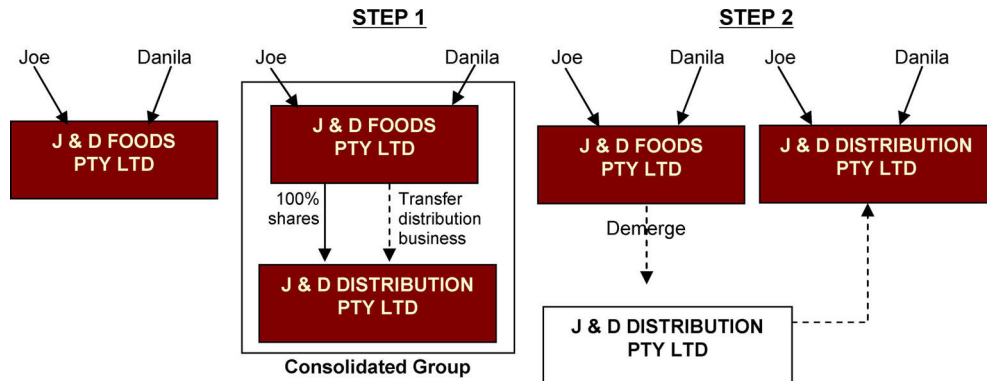 STEP 1
STEP 2
Joe
Danila
J & D FOODS
PTY LTD
Joe
Danila
J & D FOODS
PTY LTD
100%
shares
Transfer
distribution
business
J & D DISTRIBUTION
PTY LTD
Consolidated Group
Joe
Danila
J & D FOODS
PTY LTD
Demerge
J & D DISTRIBUTION
PTY LTD
Joe
Danila
J & D DISTRIBUTION
PTY LTD